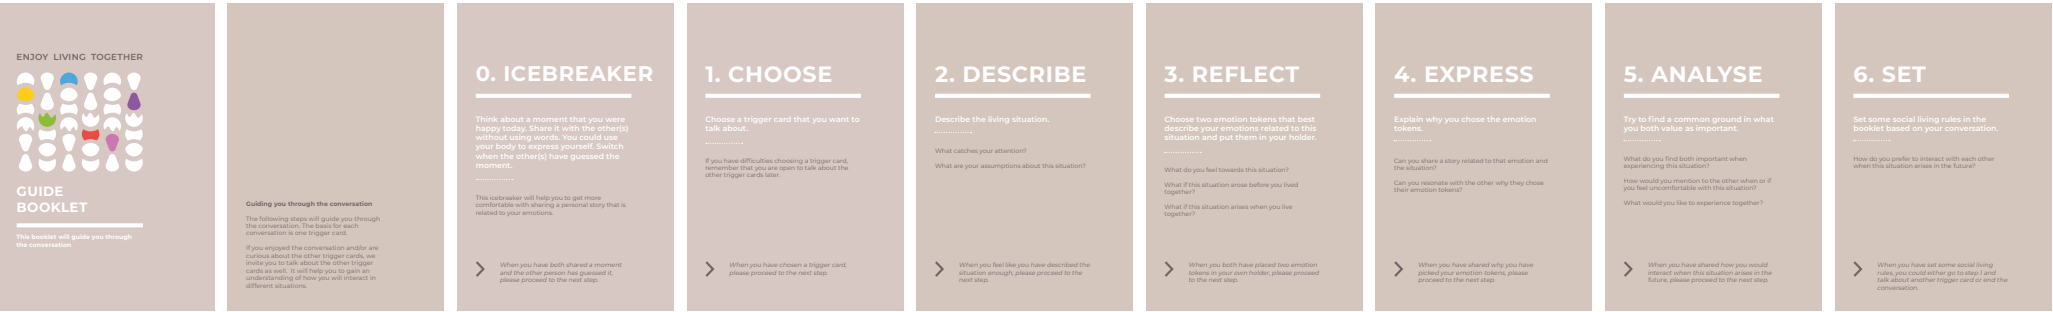 ENJOY LIVING TOGETHER
GUIDE
BOOKLET
This booklet will guide you through
the conversation
Guiding you through the conversation
The following steps will guide you through
the conversation. The basis for each
conversation is one trigger card.
If you enjoyed the conversation and/or are
curious about the other trigger cards, we
invite you to talk about the other trigger
cards as well. It will help you to gain an
understanding of how you will interact in
different situations.
0. ICEBREAKER
Think about a moment that you were
happy today. Share it with the other(s)
without using words. You could use
your body to express yourself. Switch
when the other(s) have guessed the
moment.
This icebreaker will help you to get more
comfortable with sharing a personal story that is
related to your emotions.
When you have both shared a moment
and the other person has guessed it,
please proceed to the next step.
1. CHOOSE
Choose a trigger card that you want to
talk about.
If you have difficulties choosing a trigger card,
remember that you are open to talk about the
other trigger cards later.
When you have chosen a trigger card,
please proceed to the next step.
2. DESCRIBE
Describe the living situation.
What catches your attention?
What are your assumptions about this situation?
When you feel like you have described the
situation enough, please proceed to the
next step.
3. REFLECT
Choose two emotion tokens that best
describe your emotions related to this
situation and put them in your holder.
What do you feel towards this situation?
What if this situation arose before you lived
together?
What if this situation arises when you live
together?
When you both have placed two emotion
tokens in your own holder, please proceed
to the next step.
4. EXPRESS
Explain why you chose the emotion
tokens.
Can you share a story related to that emotion and
the situation?
Can you resonate with the other why they chose
their emotion tokens?
When you have shared why you have
picked your emotion tokens, please
proceed to the next step.
5. ANALYSE
Try to find a common ground in what
you both value as important.
What do you find both important when
experiencing this situation?
How would you mention to the other when or if
you feel uncomfortable with this situation?
What would you like to experience together?
When you have shared how you would
interact when this situation arises in the
future, please proceed to the next step.
6. SET
Set some social living rules in the
booklet based on your conversation.
How do you prefer to interact with each other
when this situation arises in the future?
When you have set some social living
rules, you could either go to step 1 and
talk about another trigger card or end the
conversation.